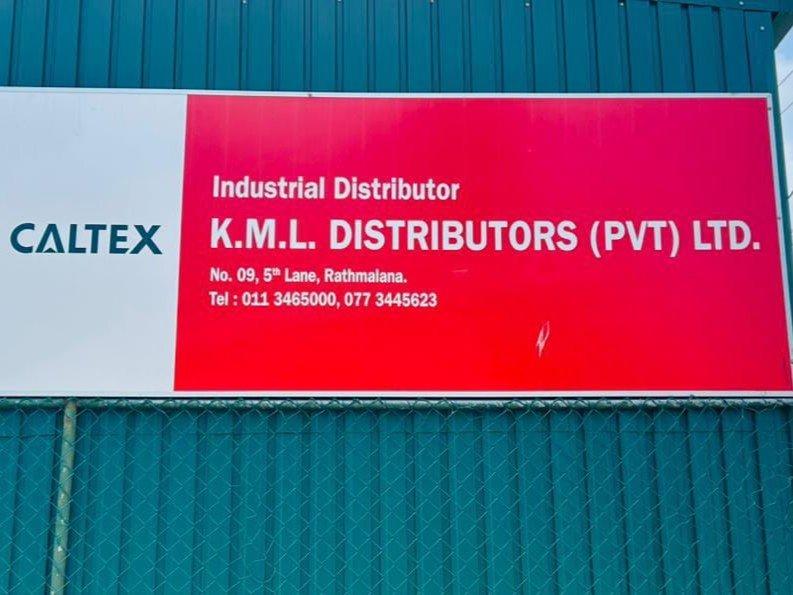 CALTEX
Industrial Distributor
K.M.L. DISTRIBUTORS (PVT) LTD.
No. 09, 5th Lane, Rathmalana.
Tel : 011 3465000, 077 3445623